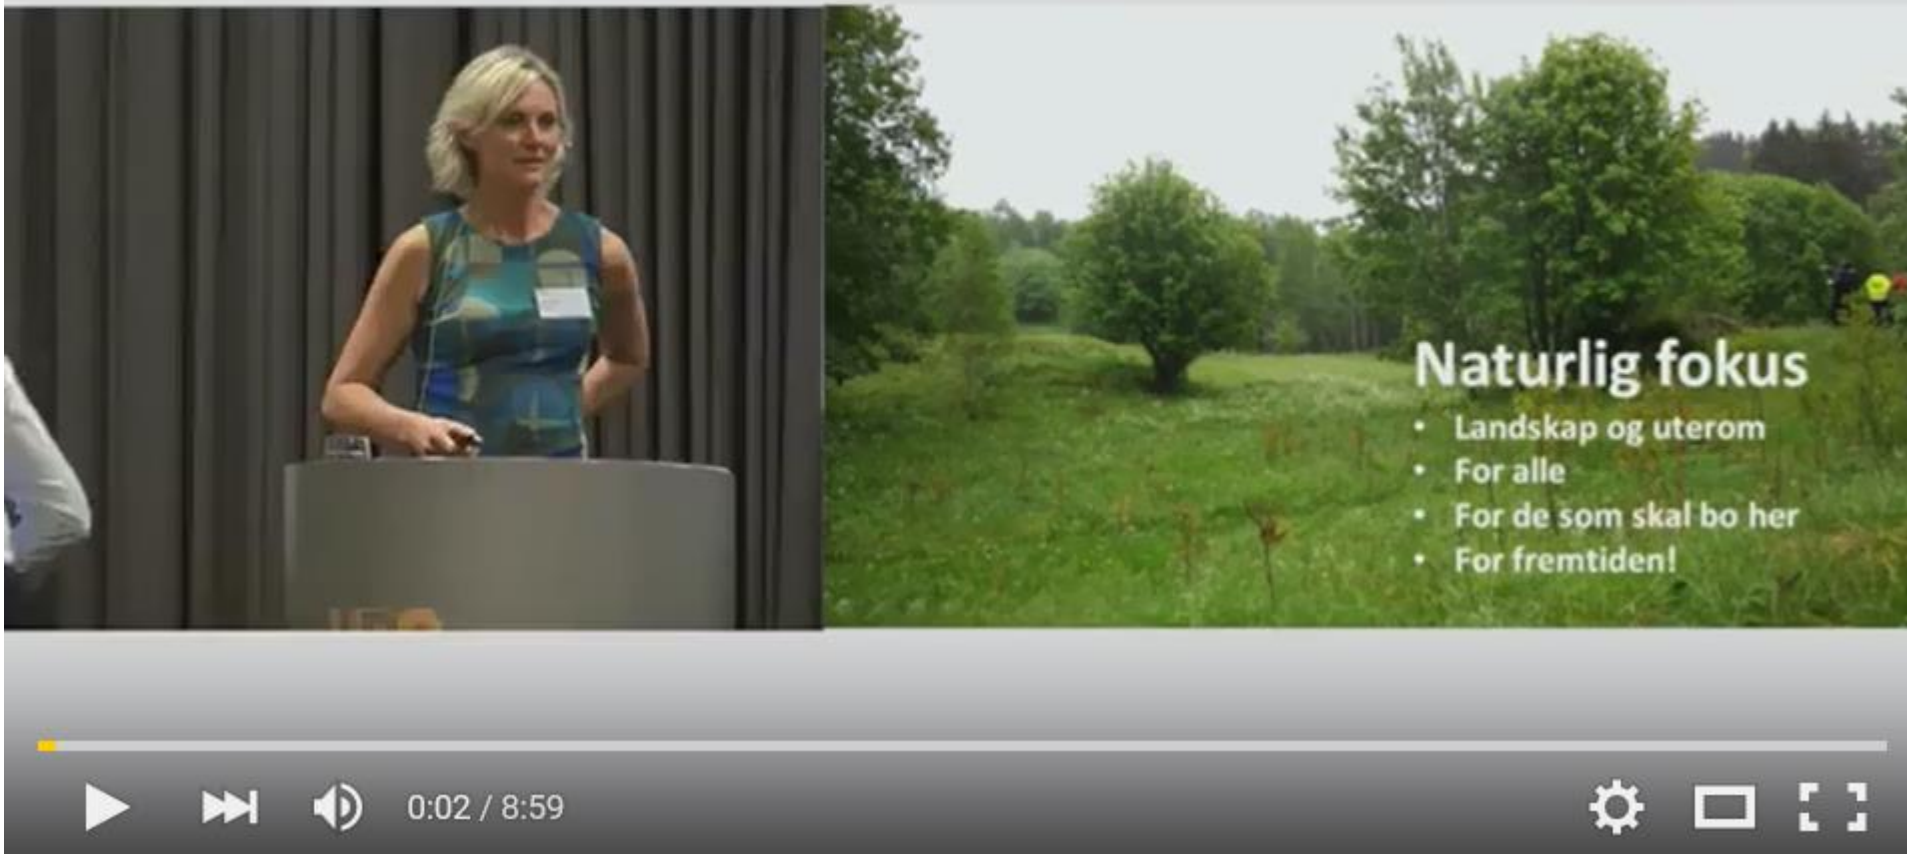 Naturlig fokus
• Landskap og uterom
• For alle
• For de som skal bo her
• For fremtiden!
0:02 / 8:59